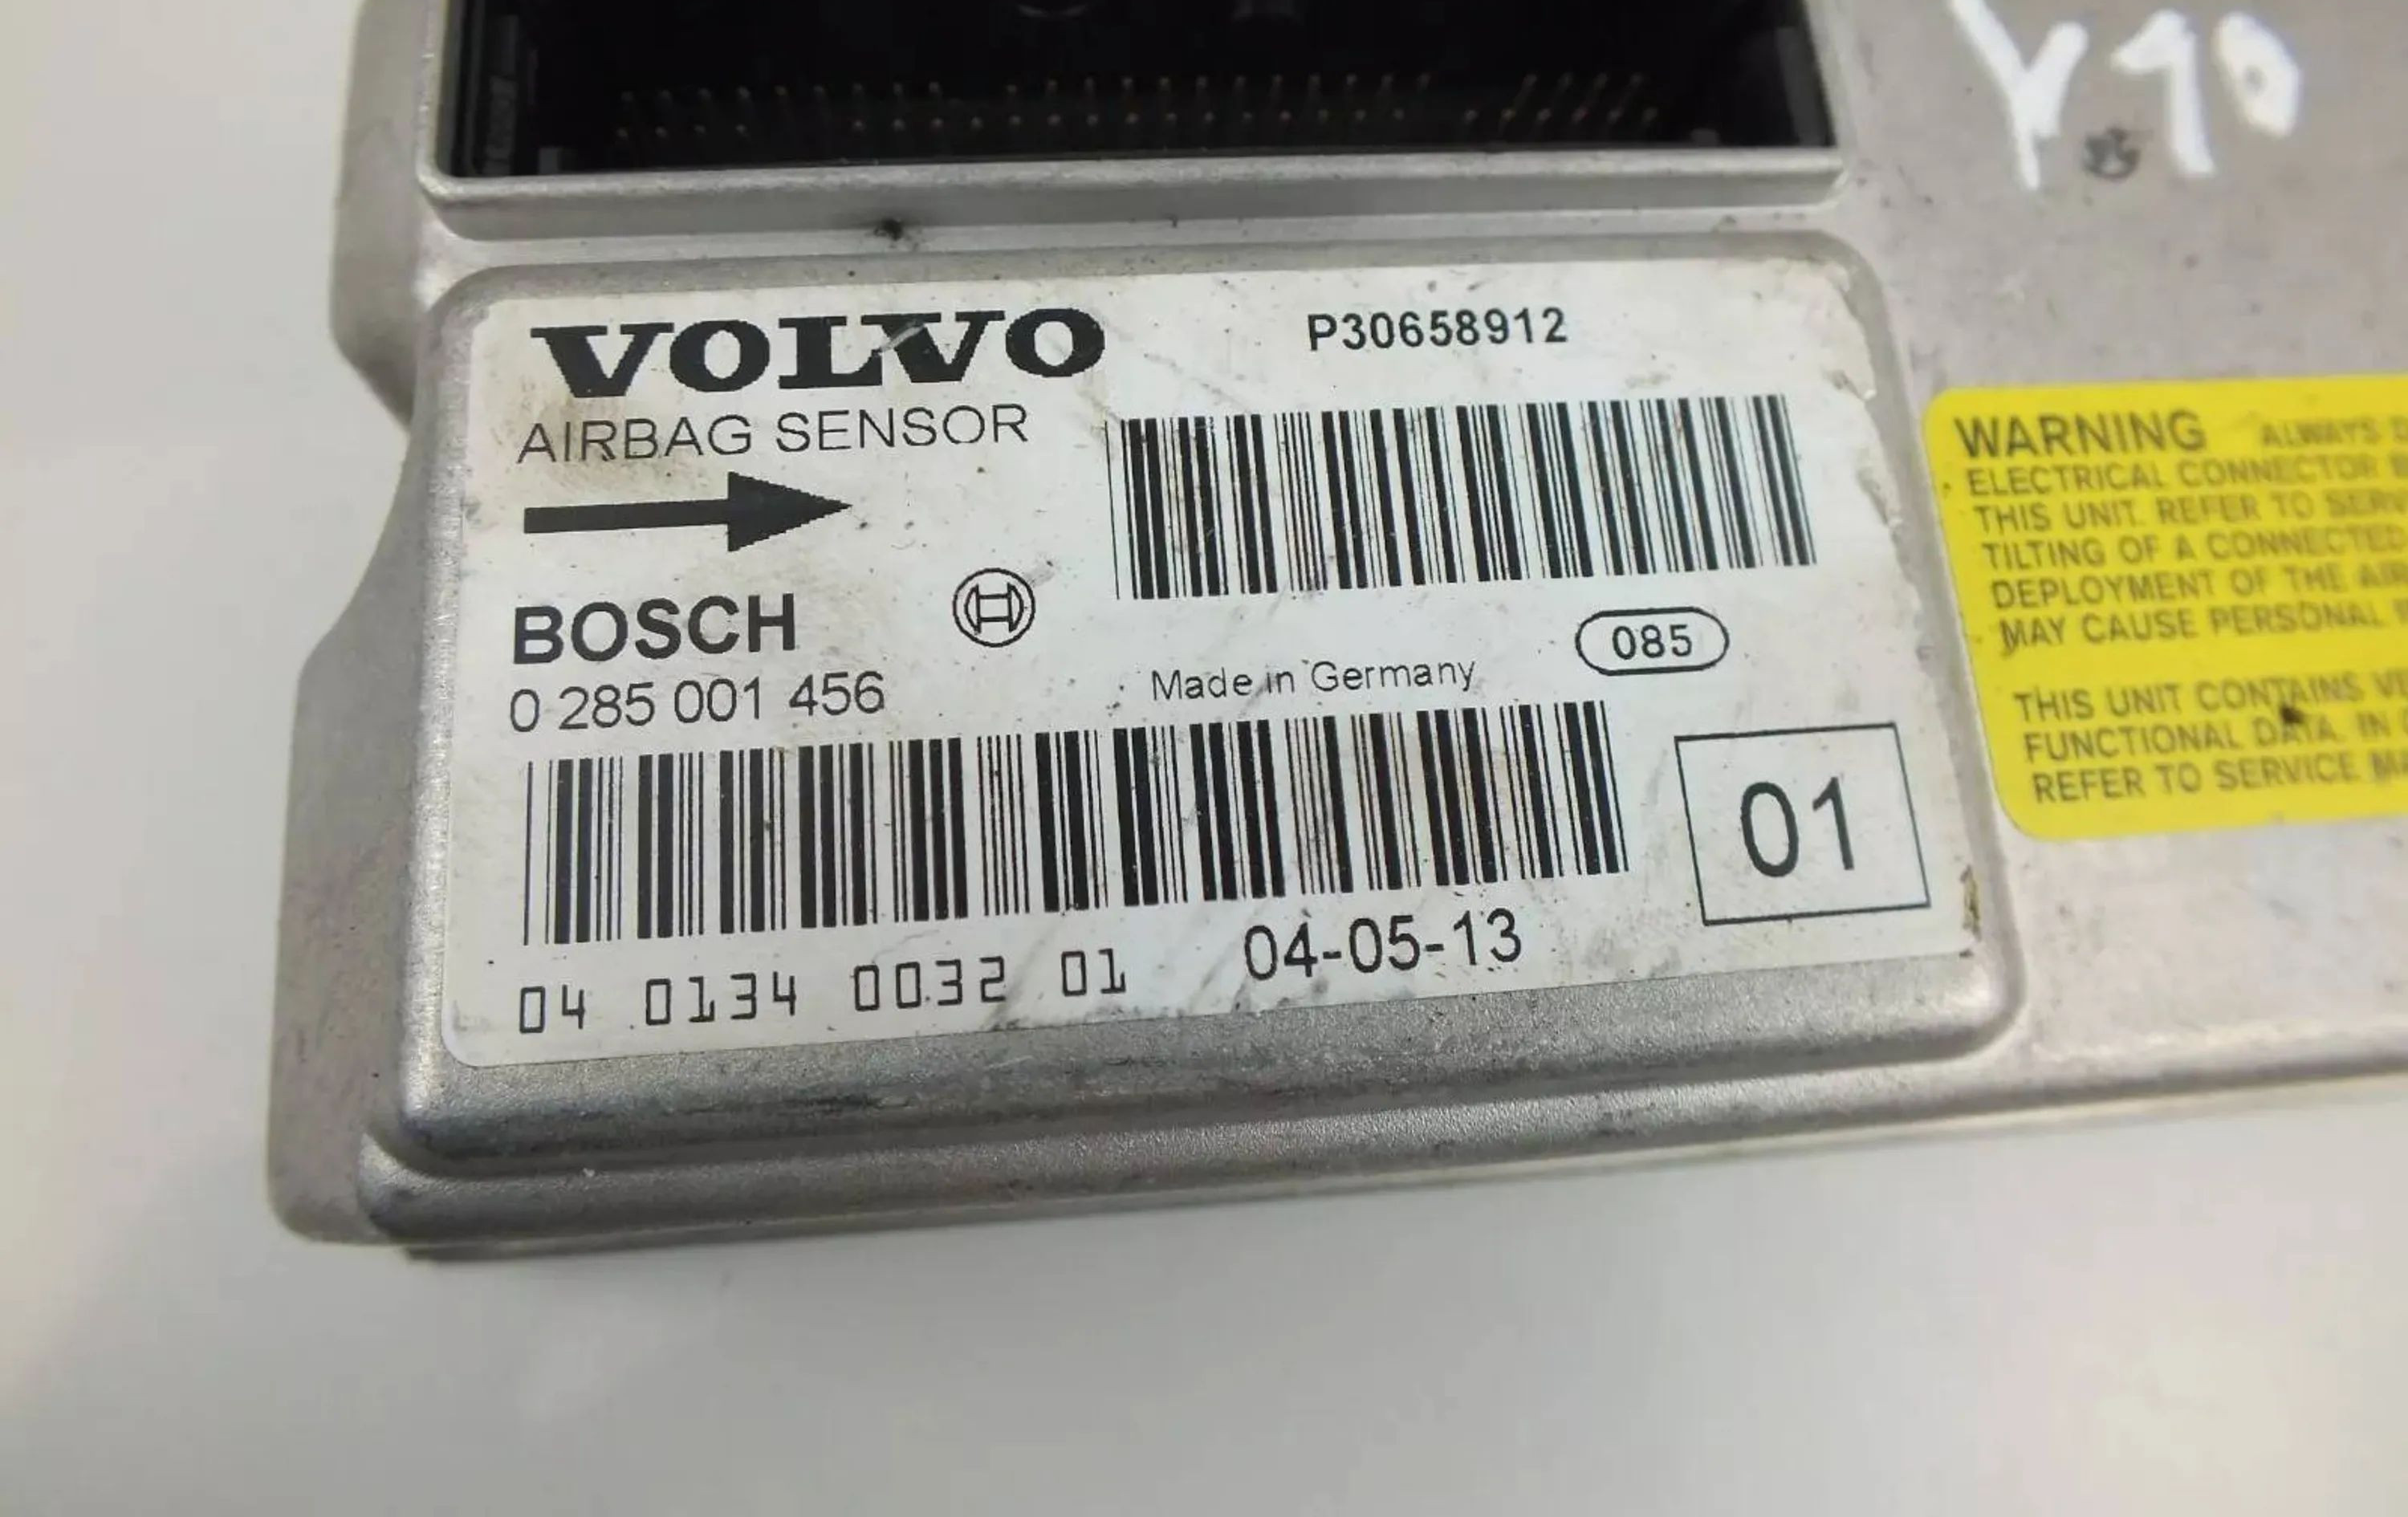 Y10
VOLVO
P30658912
AIRBAG SENSOR
BOSCH
0 285 001 456
Made in Germany
085
01
04 0134 0032 01
04-05-13
WARNING ALWAYS
ELECTRICAL CONNECTOR
THIS UNIT. REFER TO
TILTING OF A CONNECTED
DEPLOYMENT OF THE
MAY CAUSE PERSONAL
THIS UNIT CONTAINS
FUNCTIONAL DATA. IN
REFER TO SERVICE